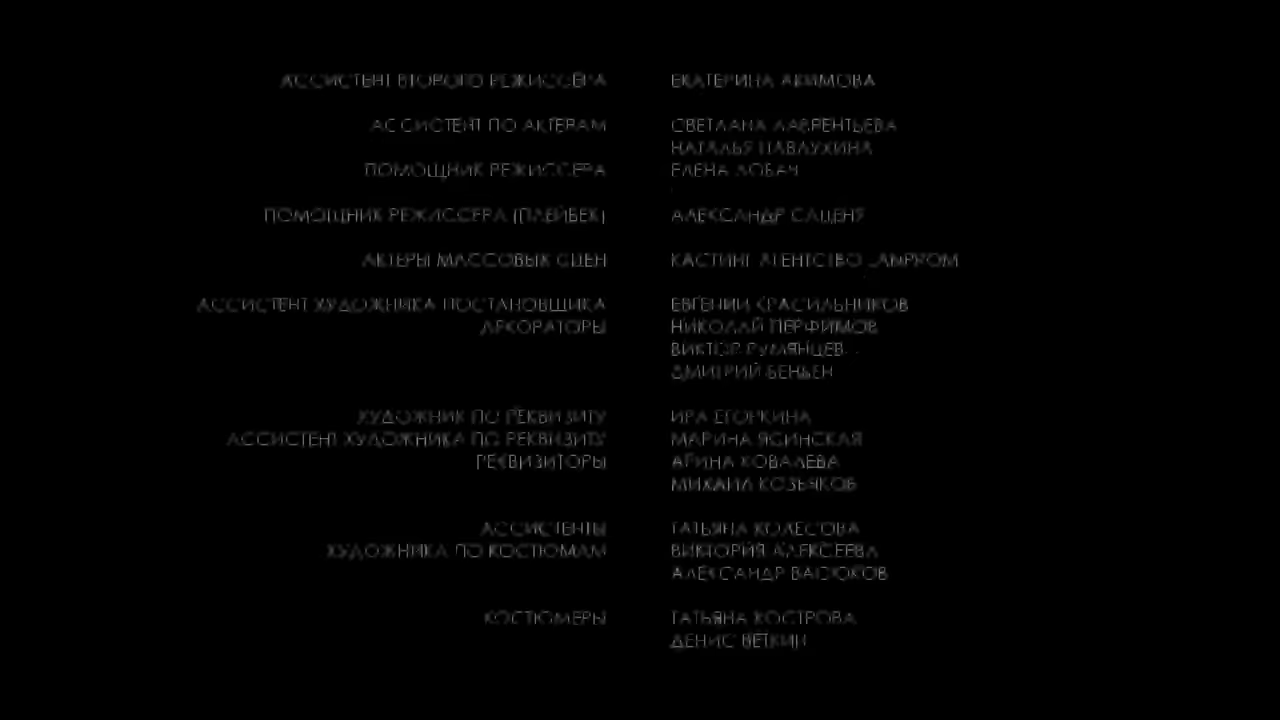 АССИСТЕНТ ВТОРОГО РЕЖИССЁРА ЕКАТЕРИНА АКИМОВА
АССИСТЕНТ ПО АКТЕРАМ СВЕТЛАНА ЛАВРЕНТЬЕВА
НАТАЛЬЯ ПАВЛУХИНА
ПОМОЩНИК РЕЖИССЕРА ЕЛЕНА ЛОБАЧ
ПОМОЩНИК РЕЖИССЕРА (ПЛЕЙБЕК) АЛЕКСАНДР САЦЕНЯ
АКТЕРЫ МАССОВЫХ СЦЕН КАСТИНГ АГЕНТСТВО
АССИСТЕНТ ХУДОЖНИКА ПОСТАНОВЩИКА ЕВГЕНИЙ КРАСИЛЬНИКОВ
ДЕКОРАТОРЫ НИКОЛАЙ ПЕРФИМОВ
ВИКТОР РУМЯНЦЕВ
ДМИТРИЙ
ХУДОЖНИК ПО РЕКВИЗИТУ ИРА ЕГОРКИНА
АССИСТЕНТ ХУДОЖНИКА ПО РЕКВИЗИТУ МАРИНА ЯСИНСКАЯ
РЕКВИЗИТОРЫ АРИНА КОВАЛЕВА
МИХАИЛ КОЗЬЯКОВ
АССИСТЕНТЫ ТАТЬЯНА КОЛЕСОВА
ХУДОЖНИКА ПО КОСТЮМАМ ВИКТОРИЯ АЛЕКСЕЕВА
АЛЕКСАНДР ВАСЮКОВ
КОСТЮМЕРЫ ТАТЬЯНА КОСТРОВА
ДЕНИС ВЕТКИН